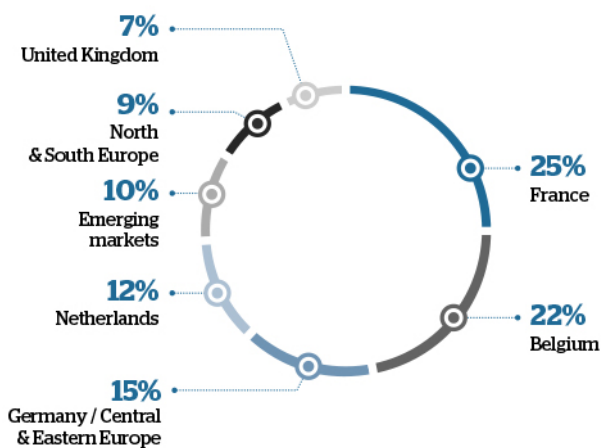 7%
United Kingdom
9%
North
& South Europe
10%
Emerging
markets
12%
Netherlands
15%
Germany / Central
& Eastern Europe
25%
France
22%
Belgium